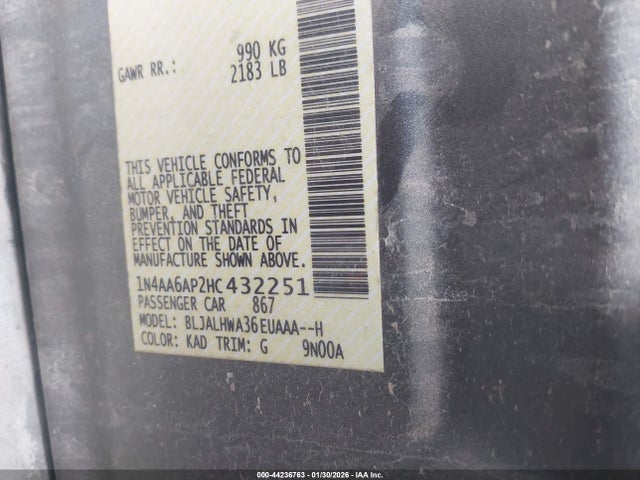 990 KG
GAWR RR.: 2183 LB
THIS VEHICLE CONFORMS TO
ALL APPLICABLE FEDERAL
MOTOR VEHICLE SAFETY,
BUMPER, AND THEFT
PREVENTION STANDARDS IN
EFFECT ON THE DATE OF
MANUFACTURE SHOWN ABOVE.
1N4AA6AP2HC432251
PASSENGER CAR 867
MODEL: BLJALHWA36EUAAA--H
COLOR: KAD TRIM: G 9N00A
000-44236763 - 01/30/2026 - IAA Inc.